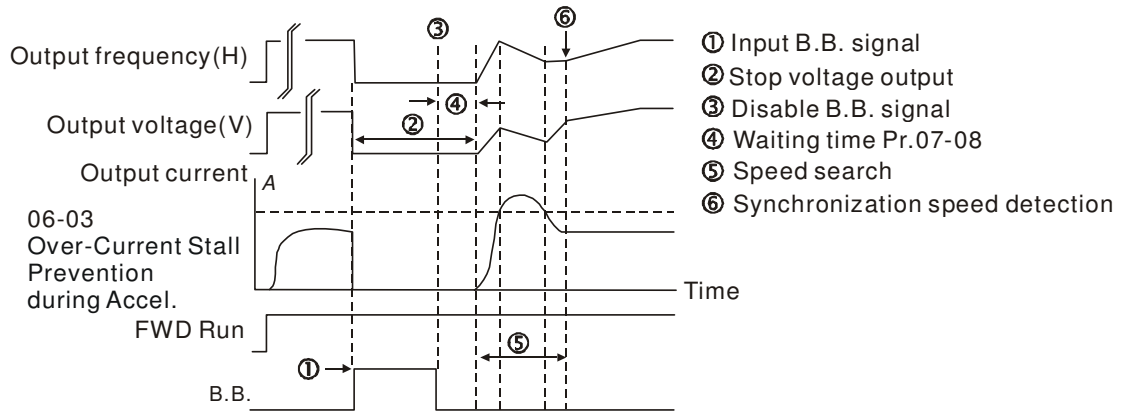 Output frequency(H)
Output voltage(V)
Output current
A
06-03
Over-Current Stall
Prevention
during Accel.
FWD Run
B.B.
③
⑥
④
②
⑤
①
Time
① Input B.B. signal
② Stop voltage output
③ Disable B.B. signal
④ Waiting time Pr.07-08
⑤ Speed search
⑥ Synchronization speed detection